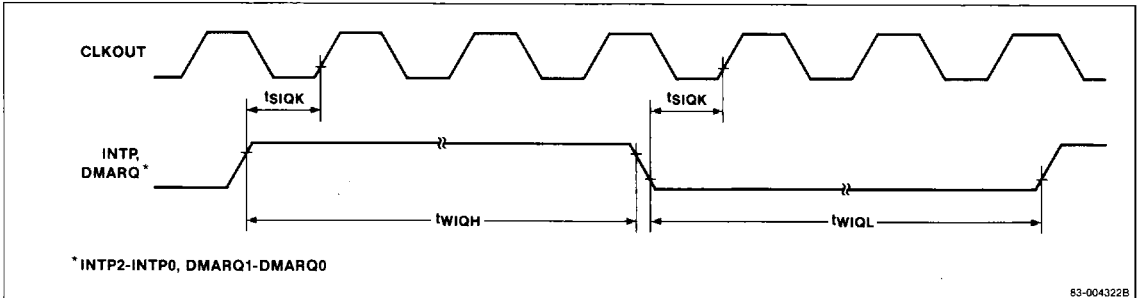 CLKOUT
tSIQK
tSIQK
INTP,
DMARQ*
tWIQH
tWIQL
*INTP2-INTP0, DMARQ1-DMARQ0
83-004322B